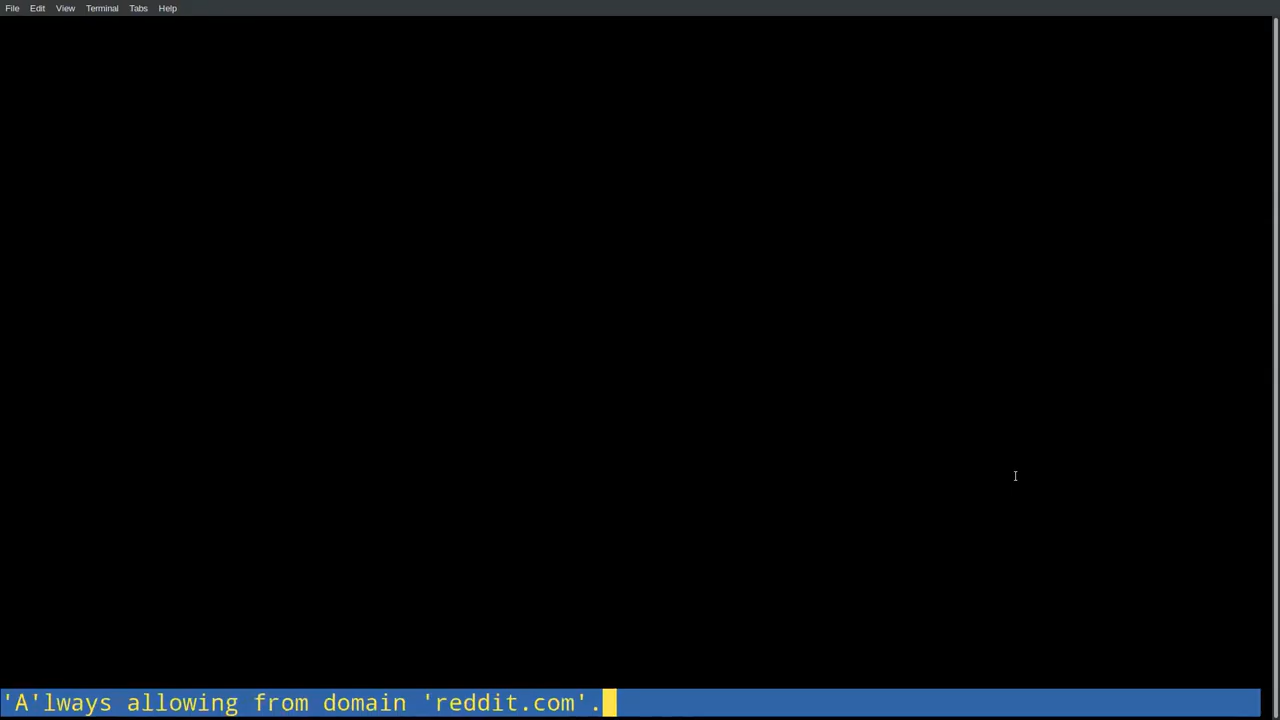 File Edit View Terminal Tabs Help
'A'lways allowing from domain 'reddit.com'.